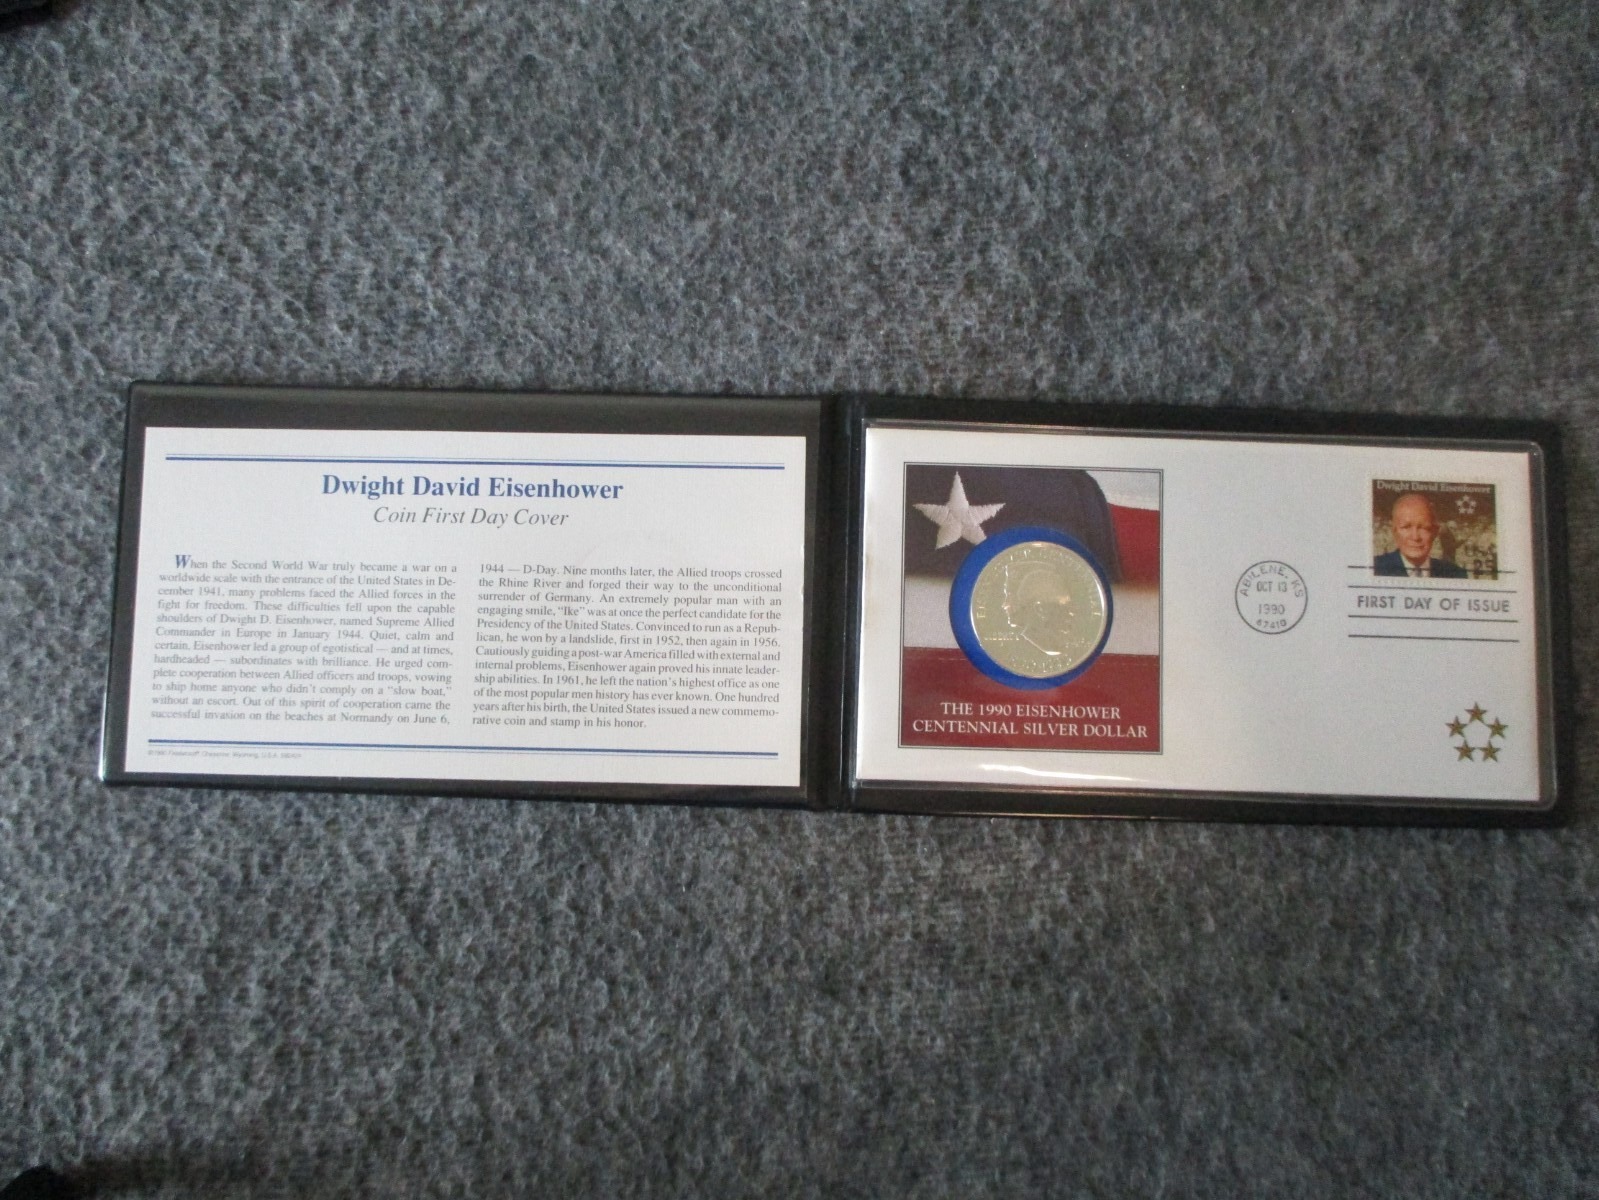 Dwight David Eisenhower
Coin First Day Cover
When the Second World War truly became a war on a
worldwide scale with the entrance of the United States in De-
cember 1941, many problems faced the Allied forces in the
fight for freedom. These difficulties fell upon the capable
shoulders of Dwight D. Eisenhower, named Supreme Allied
Commander in Europe in January 1944. Quiet, calm and
certain, Eisenhower led a group of egotistical — and at times,
hardheaded — subordinates with brilliance. He urged com-
plete cooperation between Allied officers and troops, vowing
to ship home anyone who didn't comply on a "slow boat,"
without an escort. Out of this spirit of cooperation came the
successful invasion on the beaches at Normandy on June 6,
1944 — D-Day. Nine months later, the Allied troops crossed
the Rhine River and forged their way to the unconditional
surrender of Germany. An extremely popular man with an
engaging smile, "Ike" was at once the perfect candidate for the
Presidency of the United States. Convinced to run as a Repub-
lican, he won by a landslide, first in 1952, then again in 1956.
Cautiously guiding a post-war America filled with external and
internal problems, Eisenhower again proved his innate leader-
ship abilities. In 1961, he left the nation's highest office as one
of the most popular men history has ever known. One hundred
years after his birth, the United States issued a new commemo-
rative coin and stamp in his honor.
Cheyenne, Wyoming, U.S.A.
THE 1990 EISENHOWER
CENTENNIAL SILVER DOLLAR
ABILENE, KS
OCT 13
1990
67410
Dwight David Eisenhower
USA
25
FIRST DAY OF ISSUE